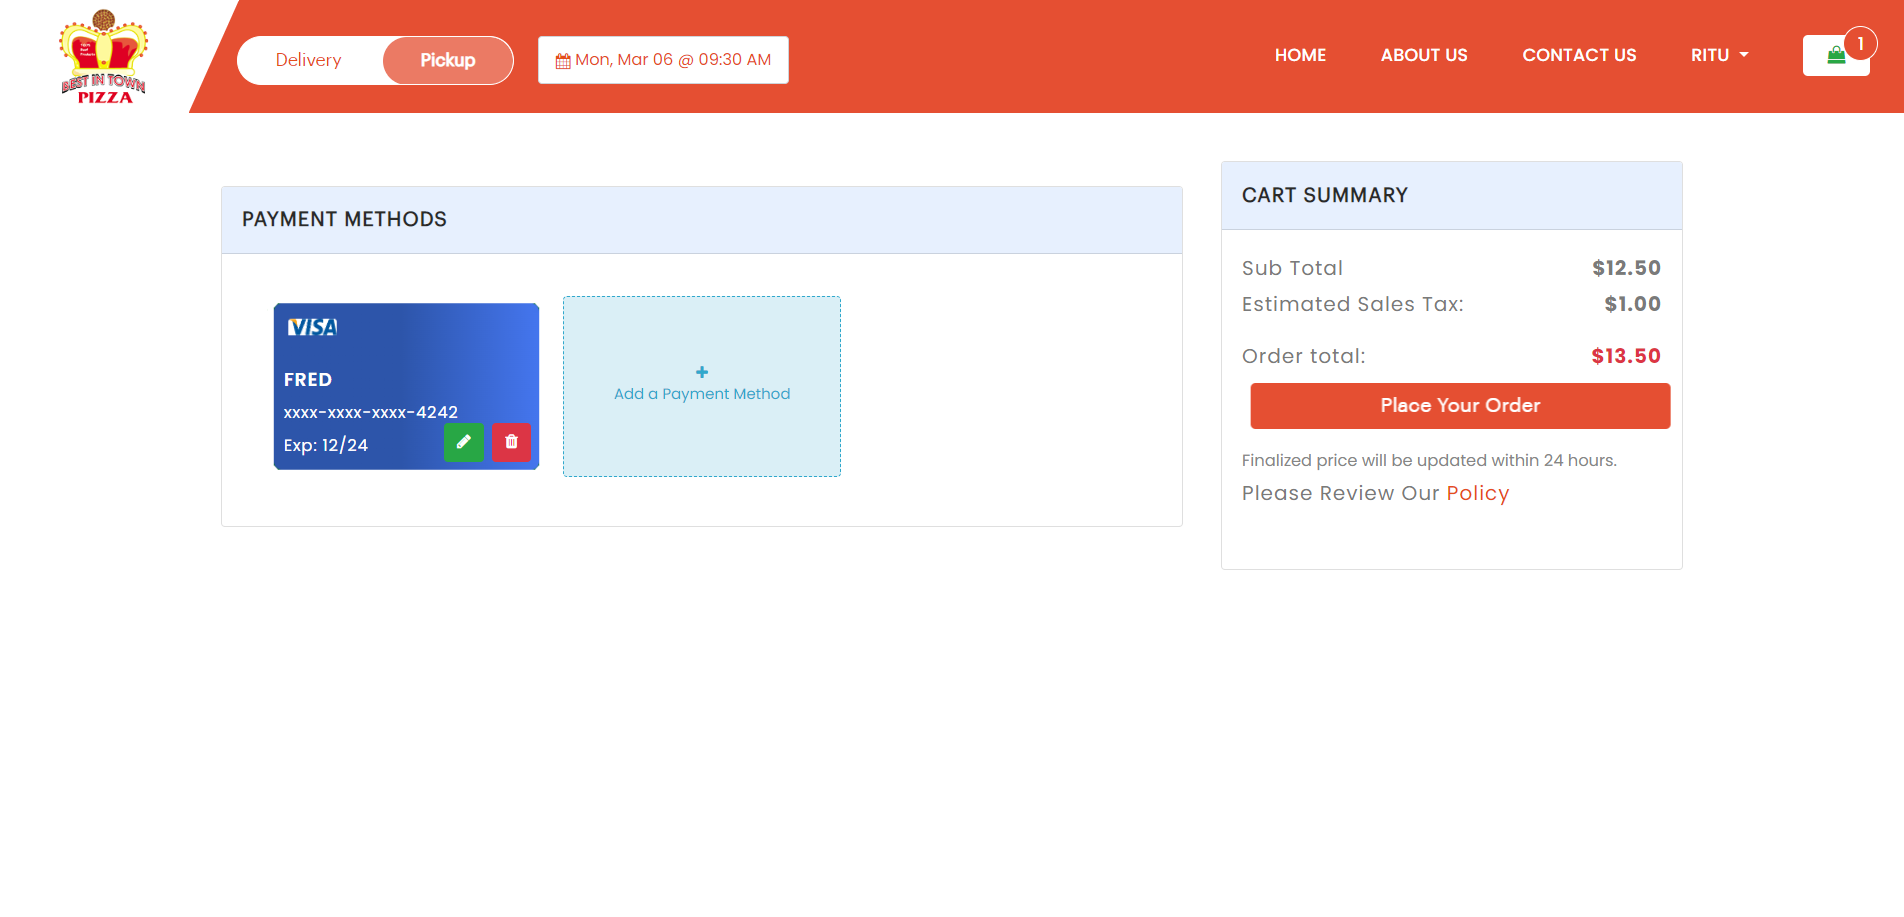 BEST IN TOWN
PIZZA
Delivery
Pickup
Mon, Mar 06 @ 09:30 AM
HOME
ABOUT US
CONTACT US
RITU
1
PAYMENT METHODS
VISA
FRED
xxxx-xxxx-xxxx-4242
Exp: 12/24
Add a Payment Method
CART SUMMARY
Sub Total $12.50
Estimated Sales Tax: $1.00
Order total: $13.50
Place Your Order
Finalized price will be updated within 24 hours.
Please Review Our Policy